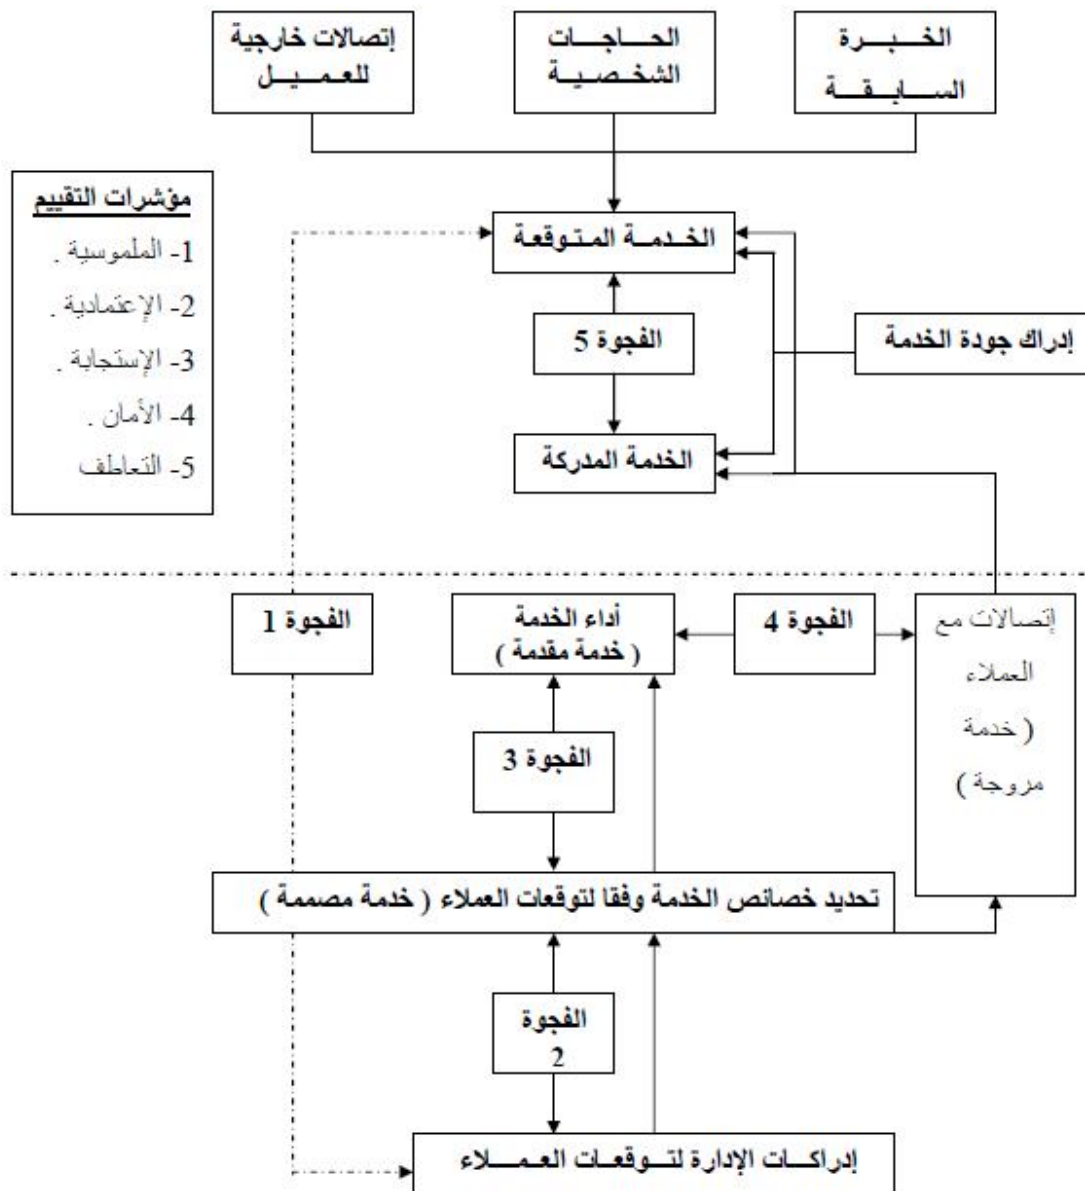 الخبرة
السابقة
الحاجات
الشخصية
إتصالات خارجية
للعميل
مؤشرات التقييم
1- الملموسية .
2- الإعتمادية .
3- الإستجابة .
4- الأمان .
5- التعاطف
الخدمة المتوقعة
الفجوة 5
إدراك جودة الخدمة
الخدمة المدركة
إتصالات مع
العملاء
( خدمة
مروجة )
الفجوة 4
أداء الخدمة
( خدمة مقدمة )
الفجوة 1
الفجوة 3
تحديد خصائص الخدمة وفقا لتوقعات العملاء ( خدمة مصممة )
الفجوة
2
إدراكات الإدارة لتوقعات العملاء